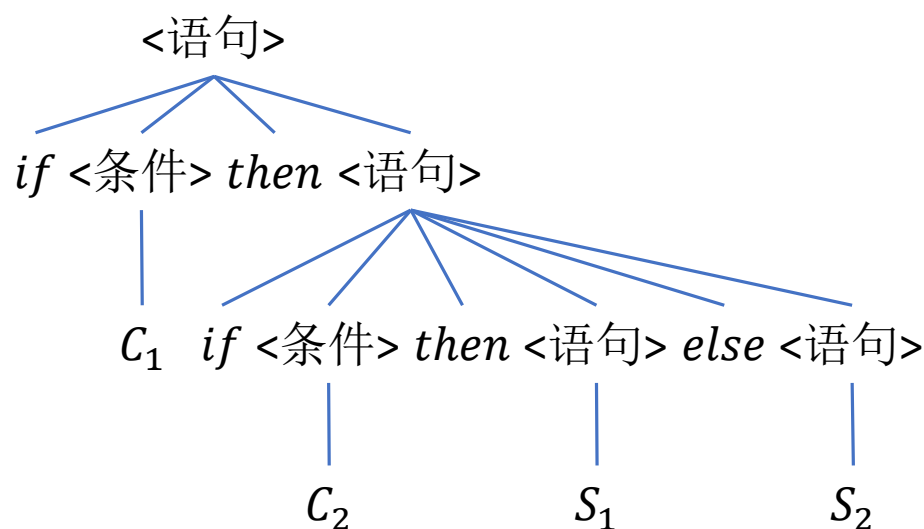 <语句>
if <条件> then <语句>
C₁ if <条件> then <语句> else <语句>
C₂ S₁ S₂